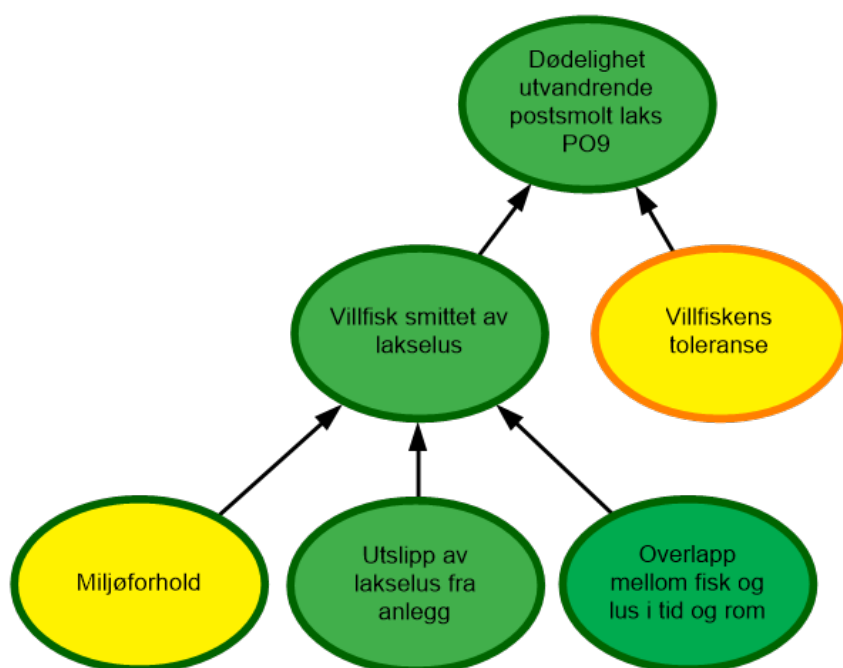 Dødelighet
utvandrende
postsmolt laks
PO9
Villfisk smittet av
lakselus
Villfiskens
toleranse
Miljøforhold
Utslipp av
lakselus fra
anlegg
Overlapp
mellom fisk og
lus i tid og rom